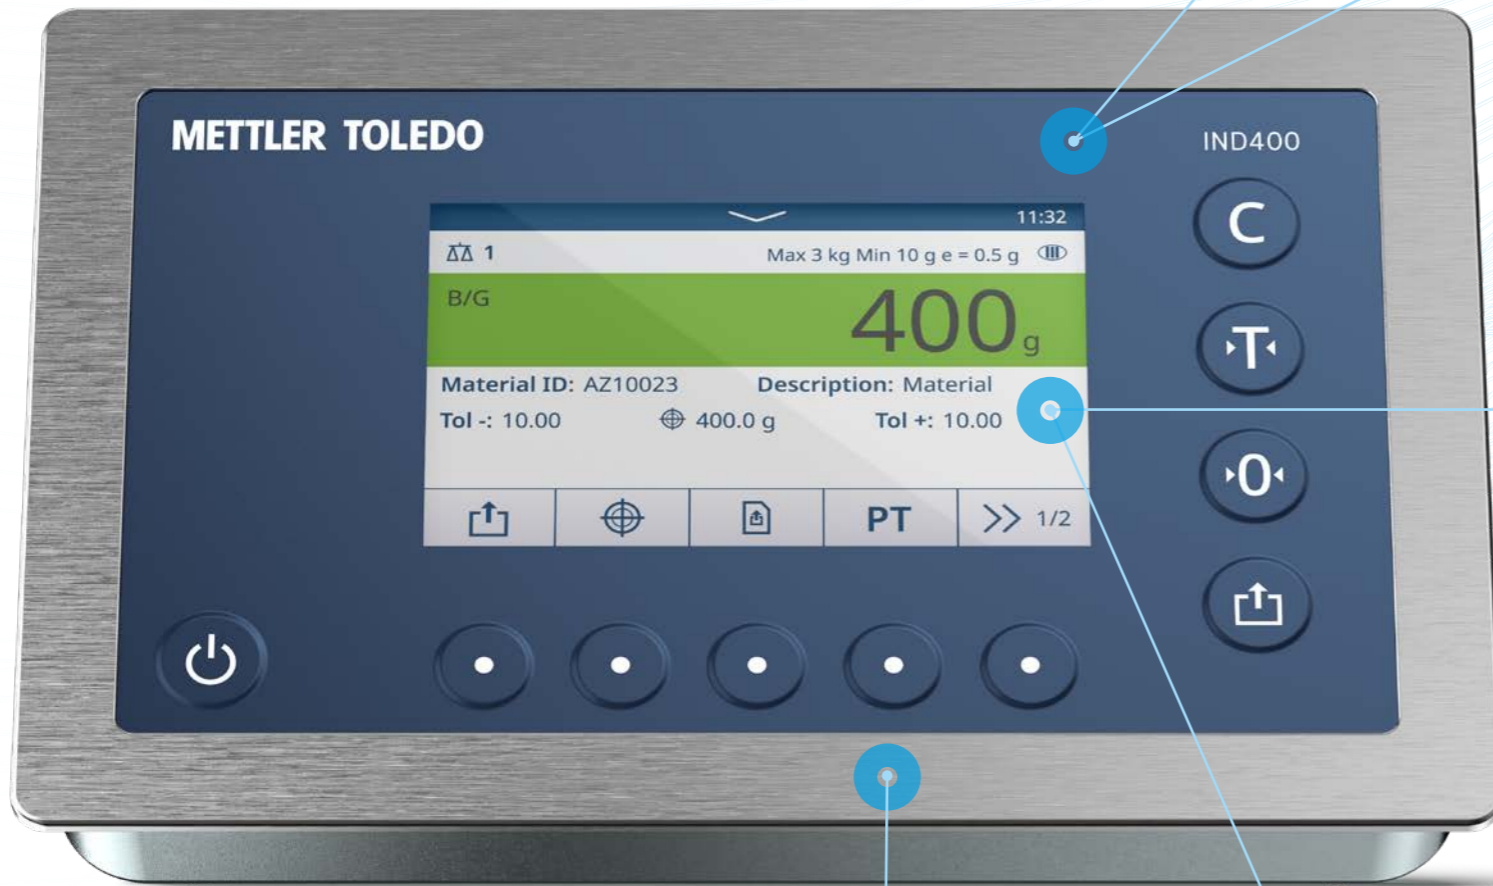 METTLER TOLEDO
IND400
11:32
1
Max 3 kg Min 10 g e = 0.5 g III
B/G
400 g
Material ID: AZ10023 Description: Material
Tol -: 10.00 400.0 g Tol +: 10.00
PT >> 1/2
C
T
0